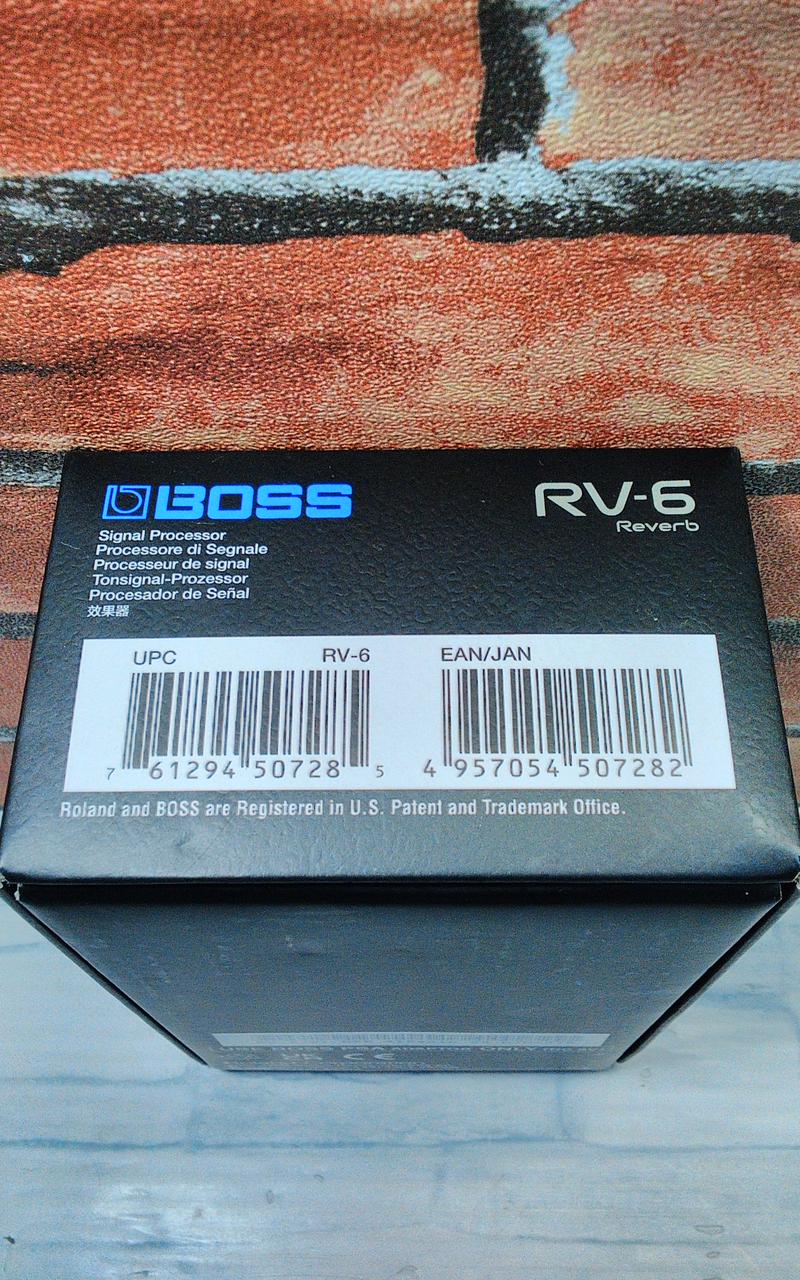 BOSS
RV-6
Reverb
Signal Processor
Processore di Segnale
Processeur de signal
Tonsignal-Prozessor
Procesador de Señal
效果器
UPC RV-6
EAN/JAN
7 61294 50728 5
4 957054 507282
Roland and BOSS are Registered in U.S. Patent and Trademark Office.
CE